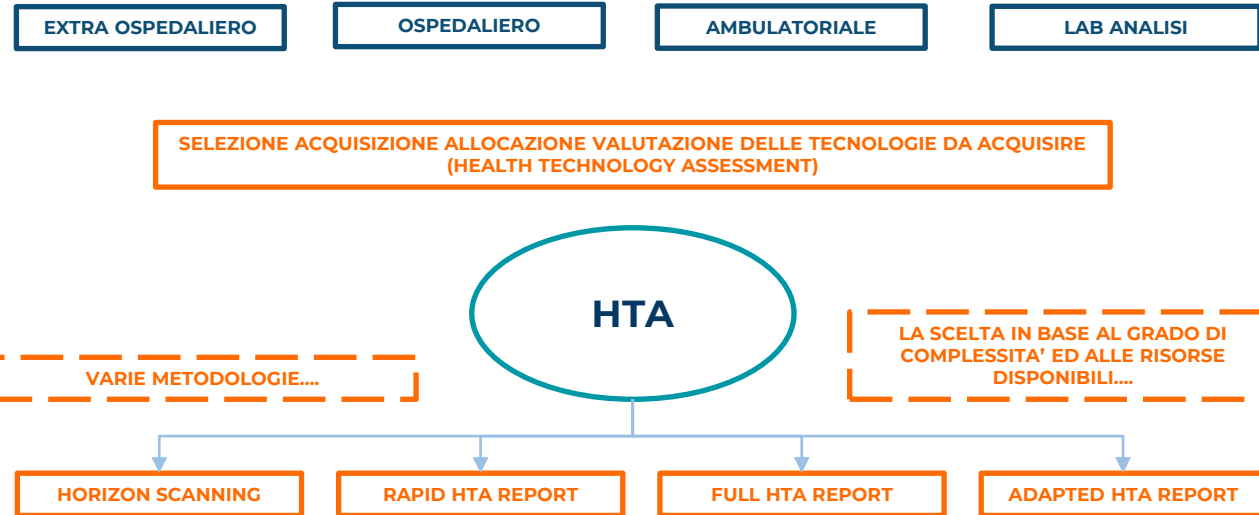 EXTRA OSPEDALIERO
OSPEDALIERO
AMBULATORIALE
LAB ANALISI
SELEZIONE ACQUISIZIONE ALLOCAZIONE VALUTAZIONE DELLE TECNOLOGIE DA ACQUISIRE
(HEALTH TECHNOLOGY ASSESSMENT)
HTA
VARIE METODOLOGIE....
LA SCELTA IN BASE AL GRADO DI
COMPLESSITA’ ED ALLE RISORSE
DISPONIBILI....
HORIZON SCANNING
RAPID HTA REPORT
FULL HTA REPORT
ADAPTED HTA REPORT